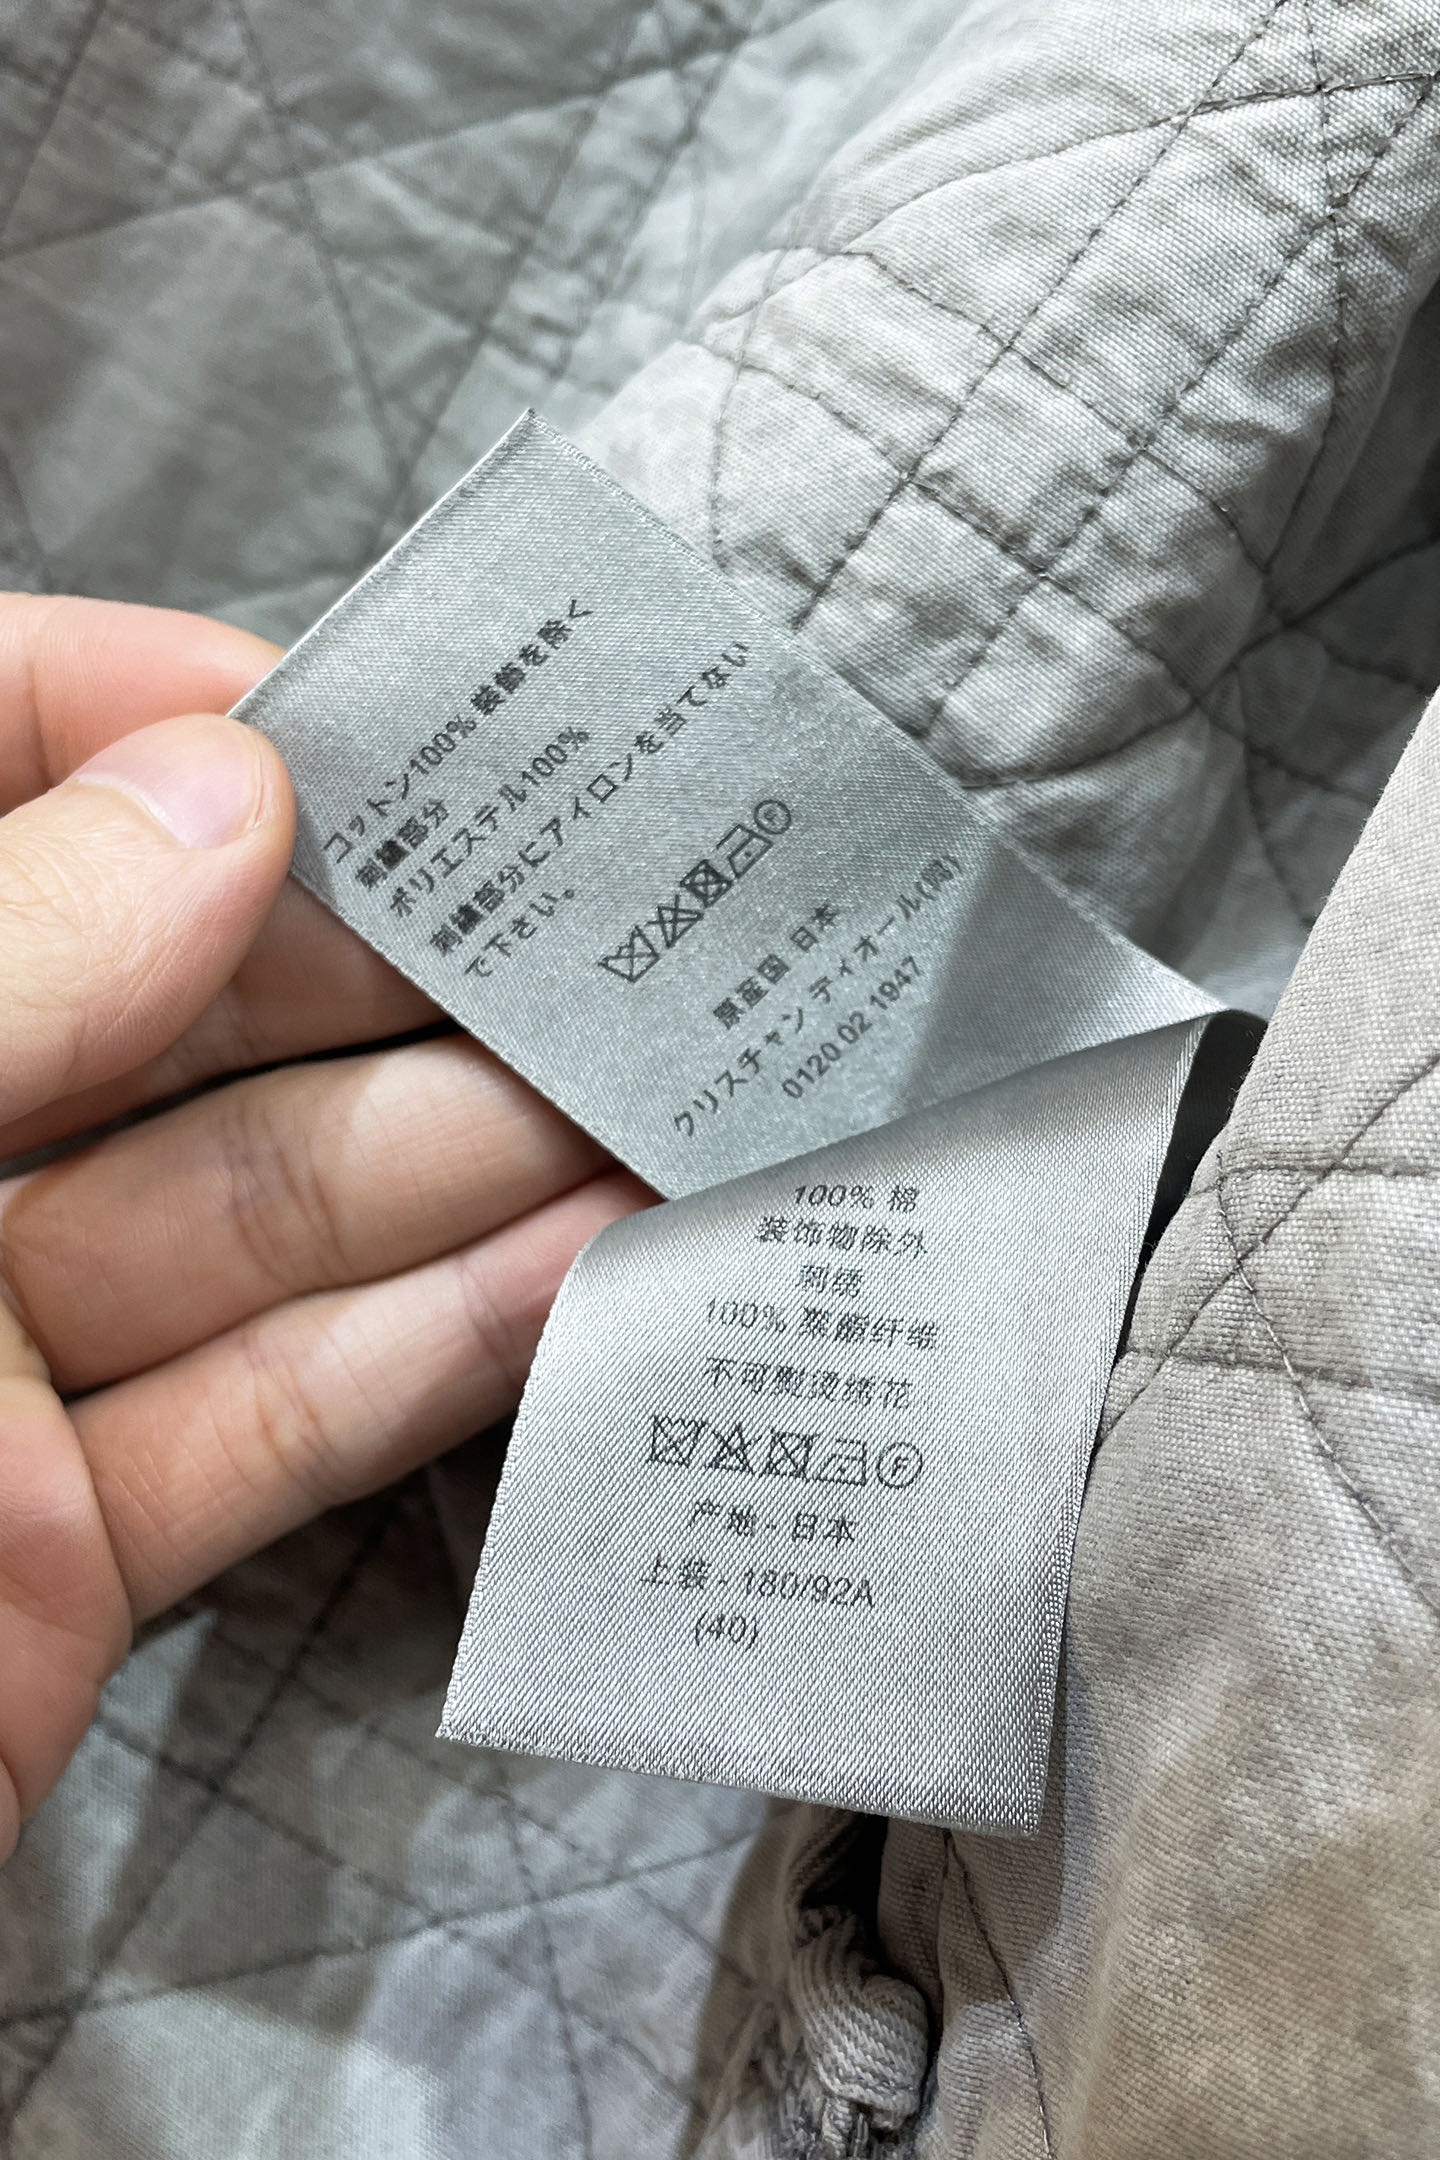 コットン100% 装飾を除く
刺繍部分
ポリエステル100%
刺繍部分にアイロンを当てない
で下さい。
原産国 日本
クリスチャン ディオール(同)
0120 02 1947
100% 棉
装饰物除外
刺绣
100% 聚酯纤维
不可熨烫绣花
F
产地 - 日本
上装 - 180/92A
(40)